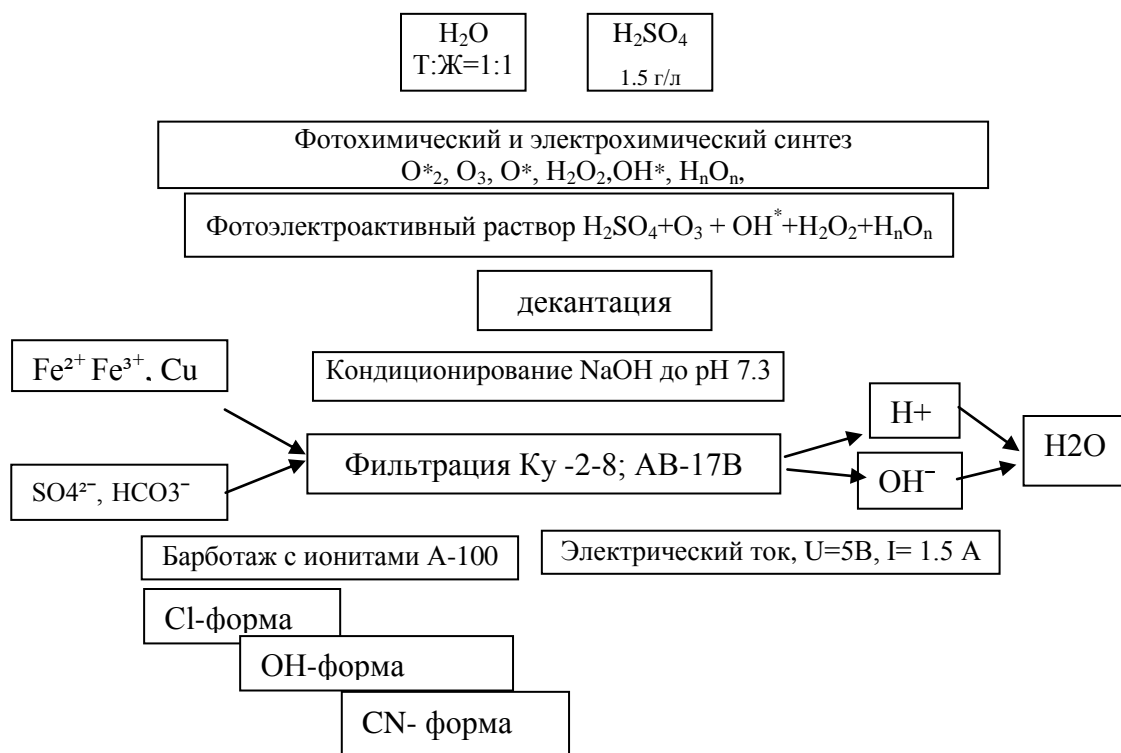 H₂O
Т:Ж=1:1
H₂SO₄
1.5 г/л
Фотохимический и электрохимический синтез
O*₂, O₃, O*, H₂O₂,OH*, HₙOₙ,
Фотоэлектроактивный раствор H₂SO₄+O₃ + OH*+H₂O₂+HₙOₙ
декантация
Fe²⁺ Fe³⁺, Cu
Кондиционирование NaOH до pH 7.3
H+
H2O
Фильтрация Ку -2-8; АВ-17В
SO4²⁻, HCO3⁻
OH⁻
Барботаж с ионитами А-100
Электрический ток, U=5В, I= 1.5 А
Cl-форма
OH-форма
CN- форма